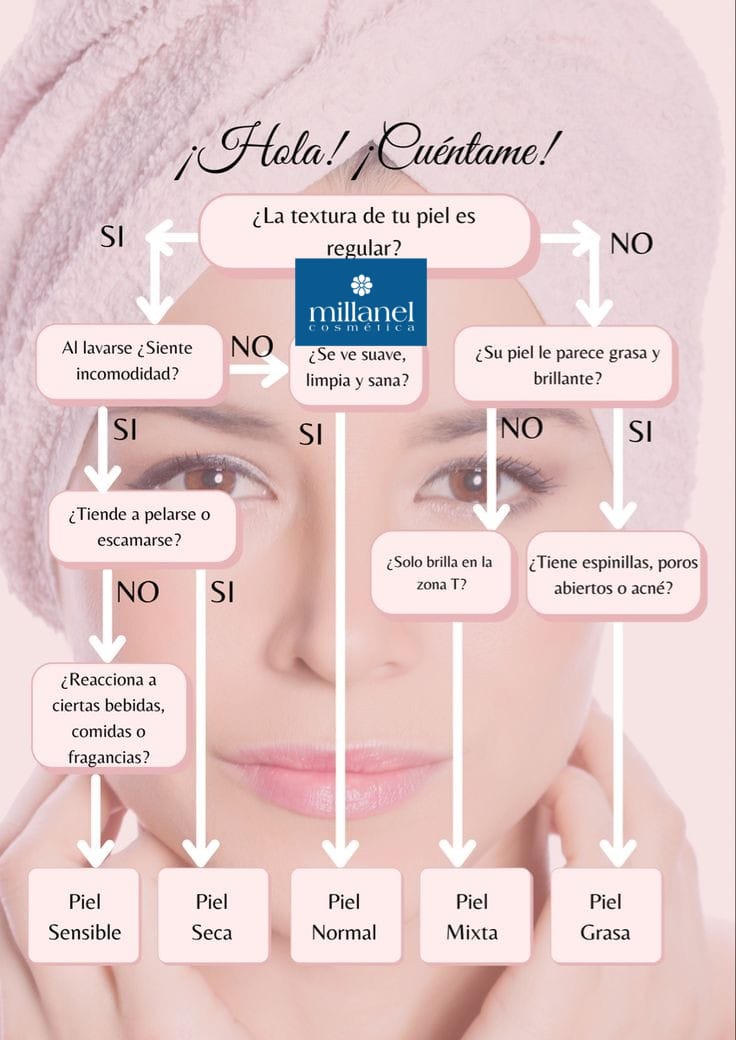 ¡Hola! ¡Cuéntame!
¿La textura de tu piel es
regular?
SI
NO
millanel
cosmética
Al lavarse ¿Siente
incomodidad?
NO
¿Se ve suave,
limpia y sana?
¿Su piel le parece grasa y
brillante?
SI
SI
NO
SI
¿Tiende a pelarse o
escamarse?
¿Solo brilla en la
zona T?
¿Tiene espinillas, poros
abiertos o acné?
NO
SI
¿Reacciona a
ciertas bebidas,
comidas o
fragancias?
Piel
Sensible
Piel
Seca
Piel
Normal
Piel
Mixta
Piel
Grasa